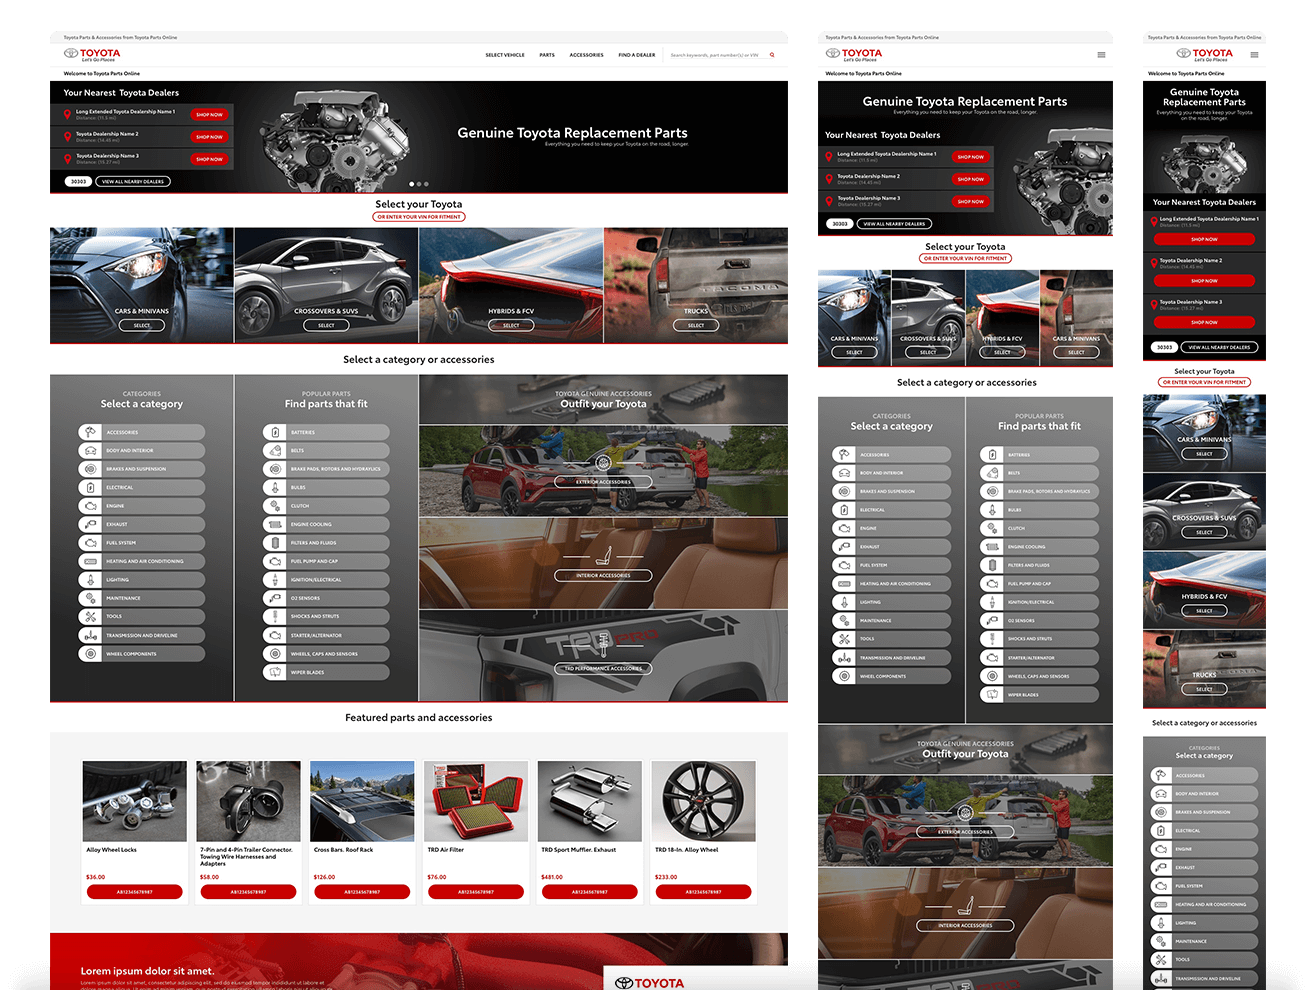 Toyota Parts & Accessories from Toyota Parts Online
TOYOTA
Let's Go Places
SELECT VEHICLE
PARTS
ACCESSORIES
FIND A DEALER
Search keywords, part number(s) or VIN
Welcome to Toyota Parts Online
Your Nearest Toyota Dealers
Long Extended Toyota Dealership Name 1
Distance: (11.5 mi)
SHOP NOW
Toyota Dealership Name 2
Distance: (14.45 mi)
SHOP NOW
Toyota Dealership Name 3
Distance: (15.27 mi)
SHOP NOW
30303
VIEW ALL NEARBY DEALERS
Genuine Toyota Replacement Parts
Everything you need to keep your Toyota on the road, longer.
Select your Toyota
OR ENTER YOUR VIN FOR FITMENT
CARS & MINIVANS
SELECT
CROSSOVERS & SUVS
SELECT
HYBRIDS & FCV
SELECT
TACOMA
TRUCKS
SELECT
Select a category or accessories
CATEGORIES
Select a category
ACCESSORIES
BODY AND INTERIOR
BRAKES AND SUSPENSION
ELECTRICAL
ENGINE
EXHAUST
FUEL SYSTEM
HEATING AND AIR CONDITIONING
LIGHTING
MAINTENANCE
TOOLS
TRANSMISSION AND DRIVELINE
WHEEL COMPONENTS
POPULAR PARTS
Find parts that fit
BATTERIES
BELTS
BRAKE PADS, ROTORS AND HYDRAULICS
BULBS
CLUTCH
ENGINE COOLING
FILTERS AND FLUIDS
FUEL PUMP AND CAP
IGNITION/ELECTRICAL
O2 SENSORS
SHOCKS AND STRUTS
STARTER/ALTERNATOR
WHEELS, CAPS AND SENSORS
WIPER BLADES
TOYOTA GENUINE ACCESSORIES
Outfit your Toyota
EXTERIOR ACCESSORIES
INTERIOR ACCESSORIES
TRD PRO
TRD PERFORMANCE ACCESSORIES
Featured parts and accessories
Alloy Wheel Locks
$36.00
AB12345678987
7-Pin and 4-Pin Trailer Connector.
Towing Wire Harnesses and
Adapters
$58.00
AB12345678987
Cross Bars. Roof Rack
$126.00
AB12345678987
TRD Air Filter
$76.00
AB12345678987
TRD Sport Muffler. Exhaust
$481.00
AB12345678987
TRD 18-In. Alloy Wheel
$233.00
AB12345678987
Lorem ipsum dolor sit amet.
Lorem ipsum dolor sit amet, consectetur adipiscing elit, sed do eiusmod tempor incididunt ut labore et
TOYOTA
Toyota Parts & Accessories from Toyota Parts Online
TOYOTA
Let's Go Places
Welcome to Toyota Parts Online
Genuine Toyota Replacement Parts
Everything you need to keep your Toyota on the road, longer.
Your Nearest Toyota Dealers
Long Extended Toyota Dealership Name 1
Distance: (11.5 mi)
SHOP NOW
Toyota Dealership Name 2
Distance: (14.45 mi)
SHOP NOW
Toyota Dealership Name 3
Distance: (15.27 mi)
SHOP NOW
30303
VIEW ALL NEARBY DEALERS
Select your Toyota
OR ENTER YOUR VIN FOR FITMENT
CARS & MINIVANS
SELECT
CROSSOVERS & SUVS
SELECT
HYBRIDS & FCV
SELECT
CARS & MINIVANS
SELECT
Select a category or accessories
CATEGORIES
Select a category
ACCESSORIES
BODY AND INTERIOR
BRAKES AND SUSPENSION
ELECTRICAL
ENGINE
EXHAUST
FUEL SYSTEM
HEATING AND AIR CONDITIONING
LIGHTING
MAINTENANCE
TOOLS
TRANSMISSION AND DRIVELINE
WHEEL COMPONENTS
POPULAR PARTS
Find parts that fit
BATTERIES
BELTS
BRAKE PADS, ROTORS AND HYDRAULICS
BULBS
CLUTCH
ENGINE COOLING
FILTERS AND FLUIDS
FUEL PUMP AND CAP
IGNITION/ELECTRICAL
O2 SENSORS
SHOCKS AND STRUTS
STARTER/ALTERNATOR
WHEELS, CAPS AND SENSORS
WIPER BLADES
TOYOTA GENUINE ACCESSORIES
Outfit your Toyota
EXTERIOR ACCESSORIES
INTERIOR ACCESSORIES
Toyota Parts & Accessories from Toyota Parts Online
TOYOTA
Let's Go Places
Welcome to Toyota Parts Online
Genuine Toyota
Replacement Parts
Everything you need to keep your Toyota
on the road, longer.
Your Nearest Toyota Dealers
Long Extended Toyota Dealership Name 1
Distance: (11.5 mi)
SHOP NOW
Toyota Dealership Name 2
Distance: (14.45 mi)
SHOP NOW
Toyota Dealership Name 3
Distance: (15.27 mi)
SHOP NOW
30303
VIEW ALL NEARBY DEALERS
Select your Toyota
OR ENTER YOUR VIN FOR FITMENT
CARS & MINIVANS
SELECT
CROSSOVERS & SUVS
SELECT
HYBRIDS & FCV
SELECT
TRUCKS
SELECT
Select a category or accessories
CATEGORIES
Select a category
ACCESSORIES
BODY AND INTERIOR
BRAKES AND SUSPENSION
ELECTRICAL
ENGINE
EXHAUST
FUEL SYSTEM
HEATING AND AIR CONDITIONING
LIGHTING
MAINTENANCE
TOOLS
TRANSMISSION AND DRIVELINE